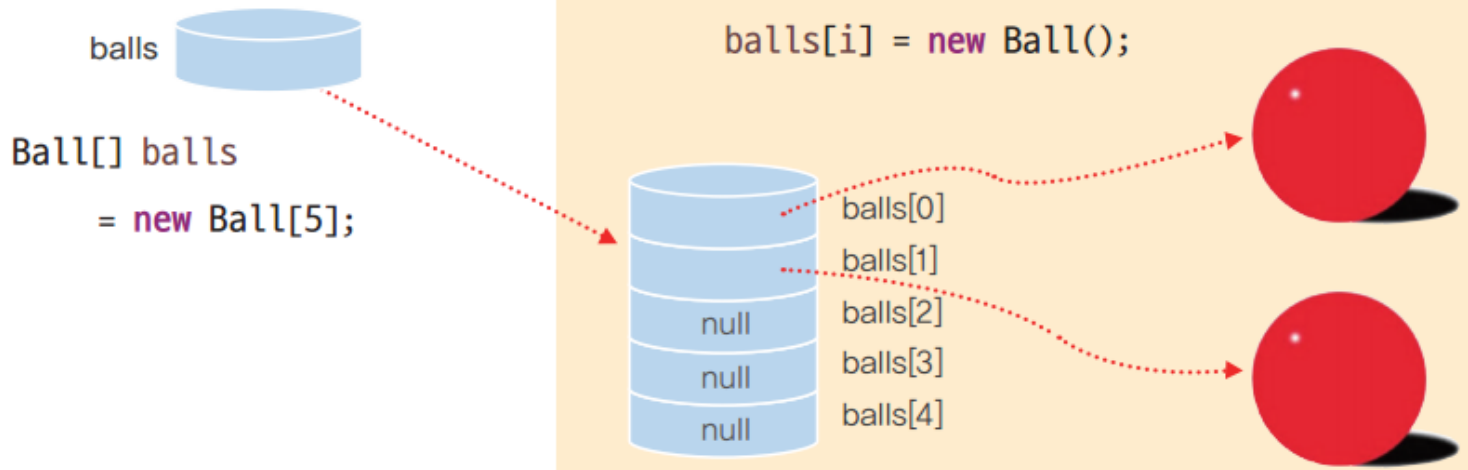 balls
Ball[] balls
= new Ball[5];
balls[i] = new Ball();
balls[0]
balls[1]
null balls[2]
null balls[3]
null balls[4]